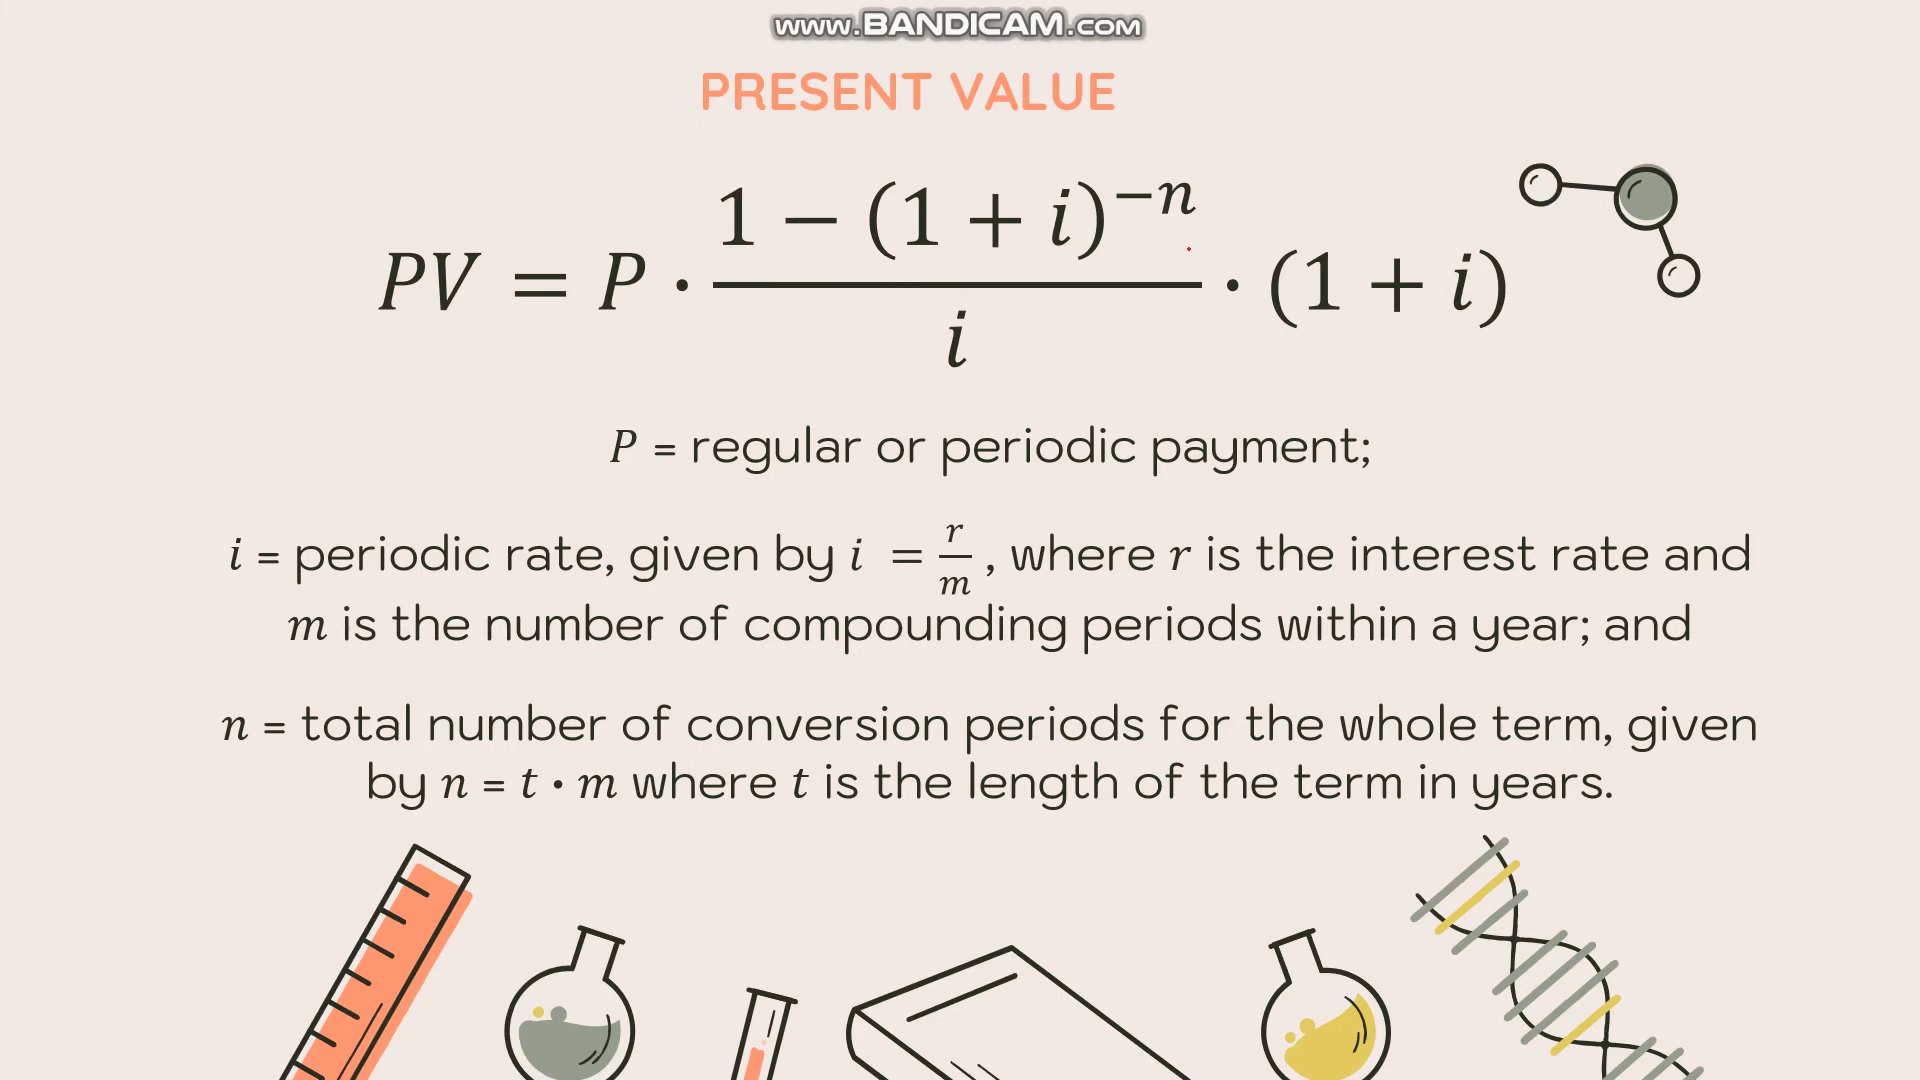 www.BANDICAM.com
PRESENT VALUE
PV = P · \frac{1 − (1 + i)^{−n}}{i} · (1 + i)
P = regular or periodic payment;
i = periodic rate, given by i = \frac{r}{m}, where r is the interest rate and
m is the number of compounding periods within a year; and
n = total number of conversion periods for the whole term, given
by n = t · m where t is the length of the term in years.